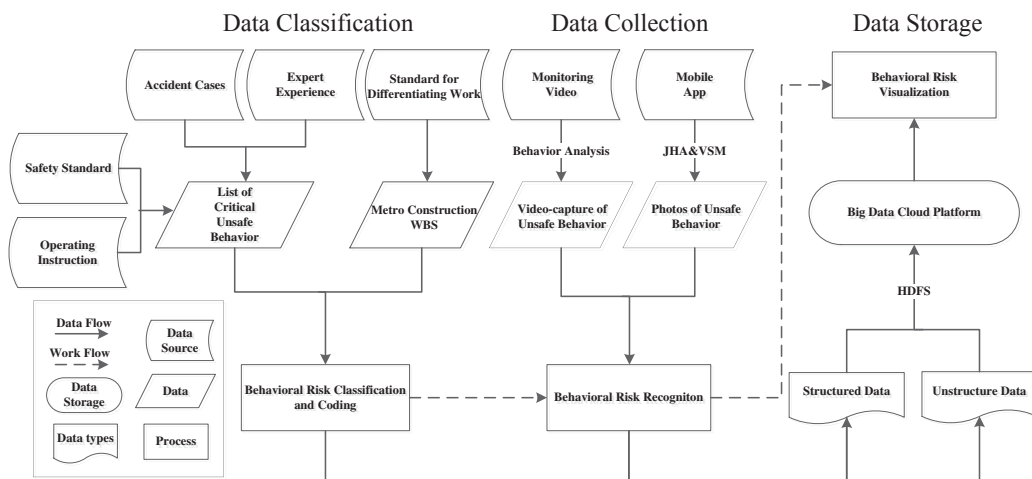 Data Classification
Data Collection
Data Storage
Accident Cases
Expert
Experience
Standard for
Differentiating Work
Monitoring
Video
Mobile
App
Behavioral Risk
Visualization
Behavior Analysis
JHA&VSM
Safety Standard
Operating
Instruction
List of
Critical
Unsafe
Behavior
Metro Construction
WBS
Video-capture of
Unsafe Behavior
Photos of Unsafe
Behavior
Big Data Cloud Platform
HDFS
Data Flow
Work Flow
Data
Source
Data
Storage
Data
Data types
Process
Behavioral Risk Classification
and Coding
Behavioral Risk Recogniton
Structured Data
Unstructure Data